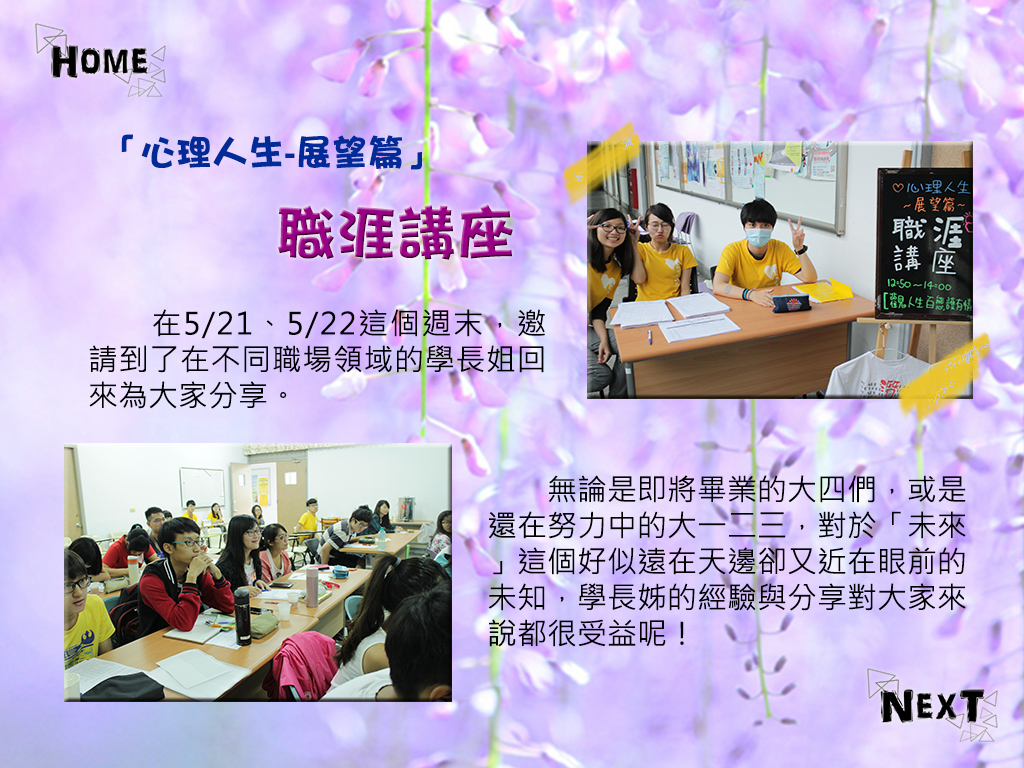 HOME
「心理人生-展望篇」
職涯講座
♡心理人生
~展望篇~
職涯
講座
12:50~14:00
在5/21、5/22這個週末，邀
請到了在不同職場領域的學長姐回
來為大家分享。
無論是即將畢業的大四們，或是
還在努力中的大一二三，對於「未來
」這個好似遠在天邊卻又近在眼前的
未知，學長姊的經驗與分享對大家來
說都很受益呢！
NEXT